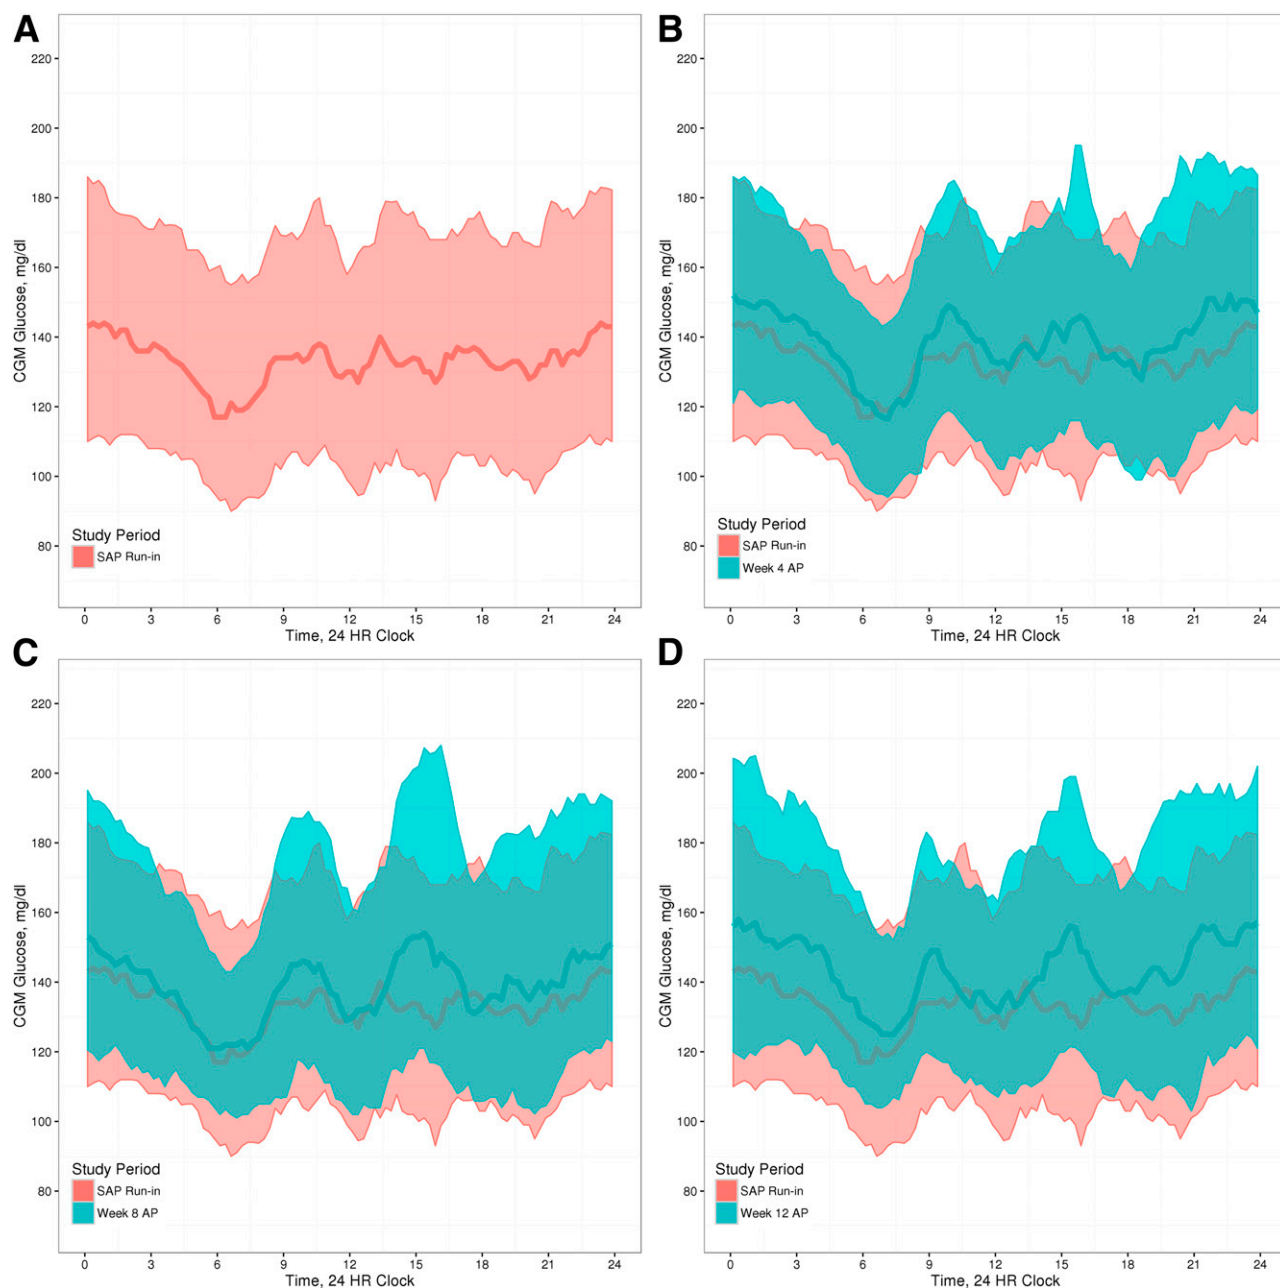 A
CGM Glucose, mg/dl
220
200
180
160
140
120
100
80
Study Period
SAP Run-in
0 3 6 9 12 15 18 21 24
Time, 24 HR Clock
B
CGM Glucose, mg/dl
220
200
180
160
140
120
100
80
Study Period
SAP Run-in
Week 4 AP
0 3 6 9 12 15 18 21 24
Time, 24 HR Clock
C
CGM Glucose, mg/dl
220
200
180
160
140
120
100
80
Study Period
SAP Run-in
Week 8 AP
0 3 6 9 12 15 18 21 24
Time, 24 HR Clock
D
CGM Glucose, mg/dl
220
200
180
160
140
120
100
80
Study Period
SAP Run-in
Week 12 AP
0 3 6 9 12 15 18 21 24
Time, 24 HR Clock